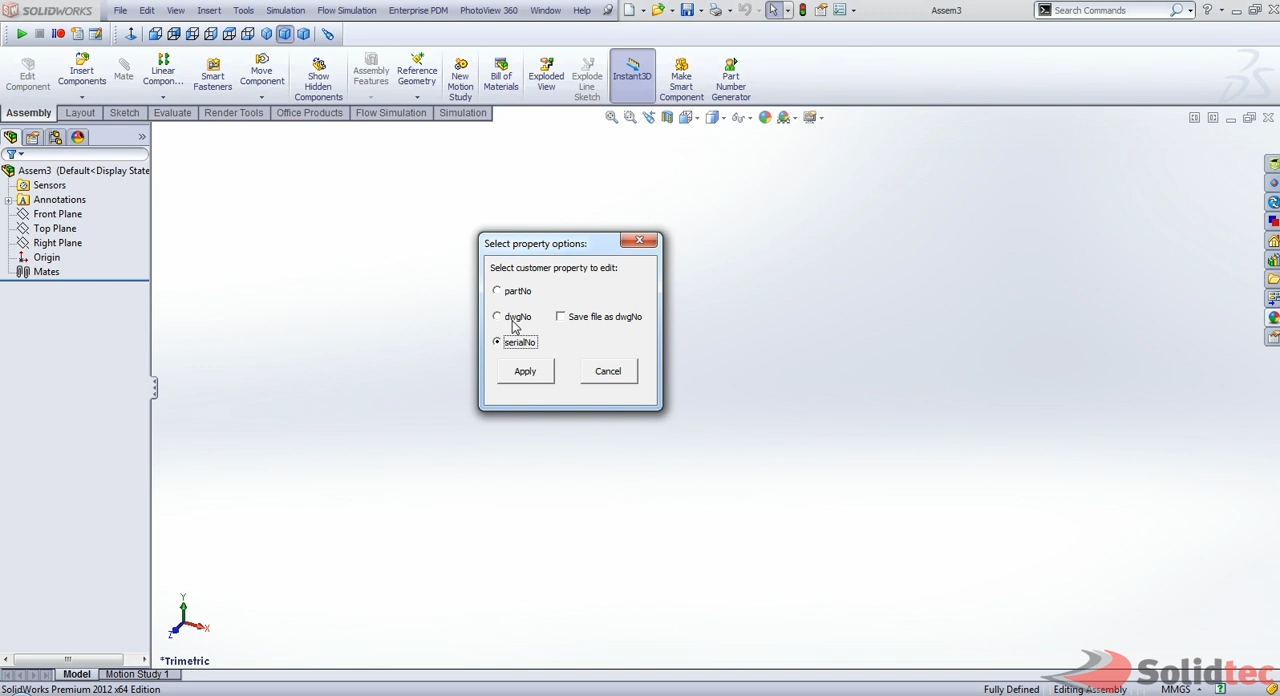 SOLIDWORKS File Edit View Insert Tools Simulation Flow Simulation Enterprise PDM PhotoView 360 Window Help Assem3 Search Commands
Edit Component
Insert Components
Mate
Linear Compon...
Smart Fasteners
Move Component
Show Hidden Components
Assembly Features
Reference Geometry
New Motion Study
Bill of Materials
Exploded View
Explode Line Sketch
Instant3D
Make Smart Component
Part Number Generator
Assembly Layout Sketch Evaluate Render Tools Office Products Flow Simulation Simulation
Assem3 (Default<Display State
Sensors
Annotations
Front Plane
Top Plane
Right Plane
Origin
Mates
Select property options:
Select customer property to edit:
partNo
dwgNo Save file as dwgNo
serialNo
Apply Cancel
Y
X
Z
*Trimetric
Model Motion Study 1
SolidWorks Premium 2012 x64 Edition Fully Defined Editing Assembly MMGS
Solidtec